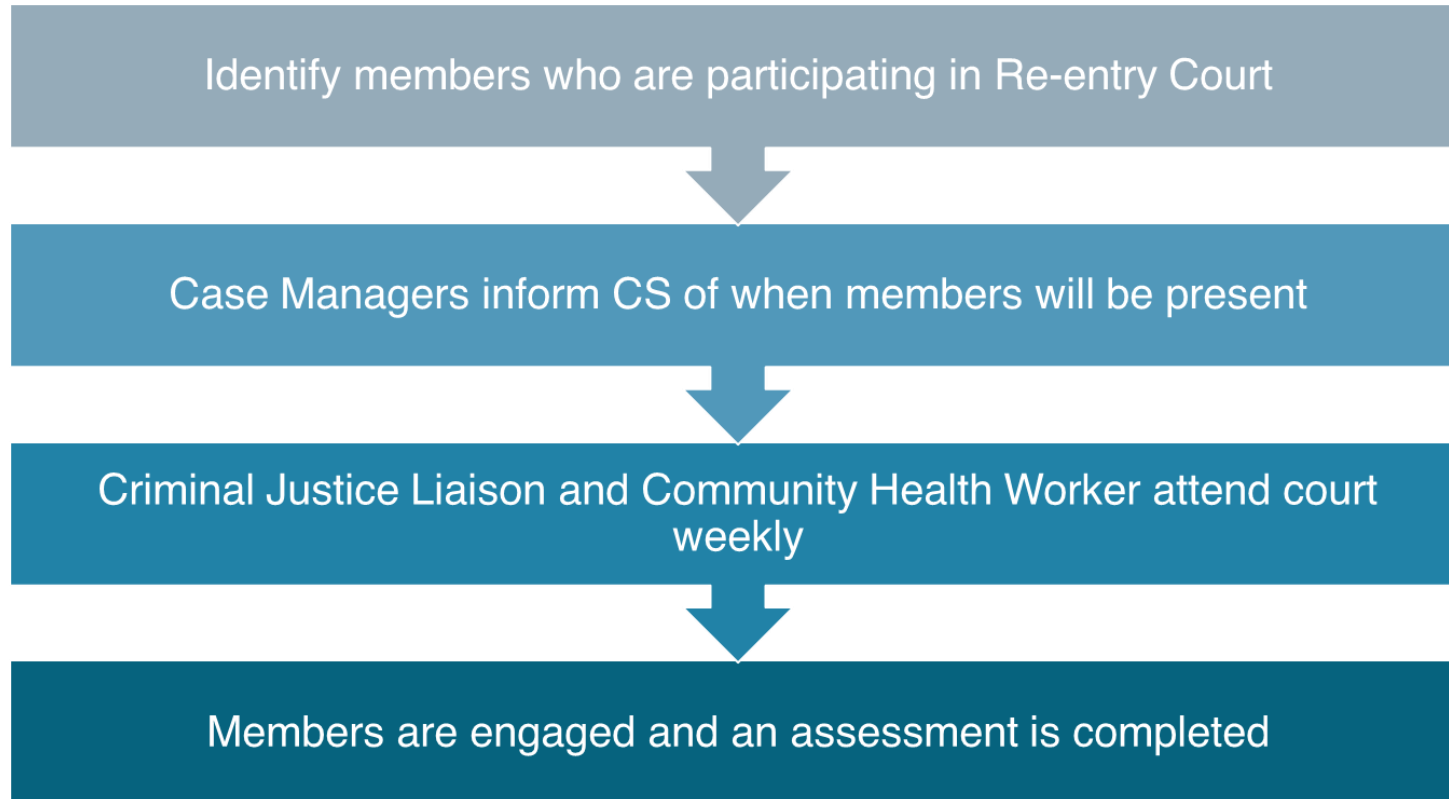 Identify members who are participating in Re-entry Court
Case Managers inform CS of when members will be present
Criminal Justice Liaison and Community Health Worker attend court
weekly
Members are engaged and an assessment is completed